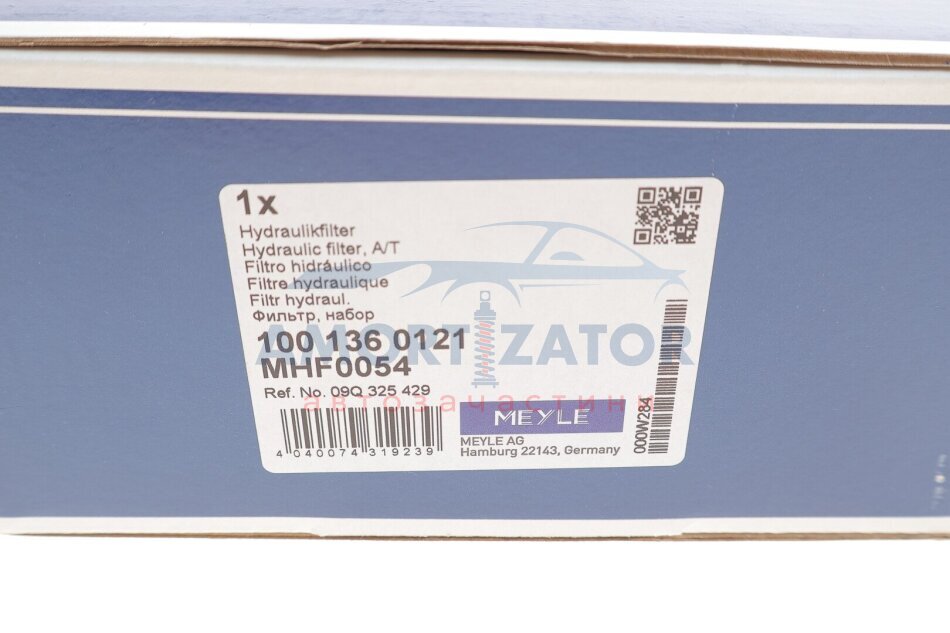 1x
Hydraulikfilter
Hydraulic filter, A/T
Filtro hidráulico
Filtre hydraulique
Filtr hydraul.
Фильтр, набор
100 136 0121
MHF0054
Ref. No. 09Q 325 429
4 040074 319239
MEYLE
MEYLE AG
Hamburg 22143, Germany
000W284
AMORTIZATOR
автозапчастини